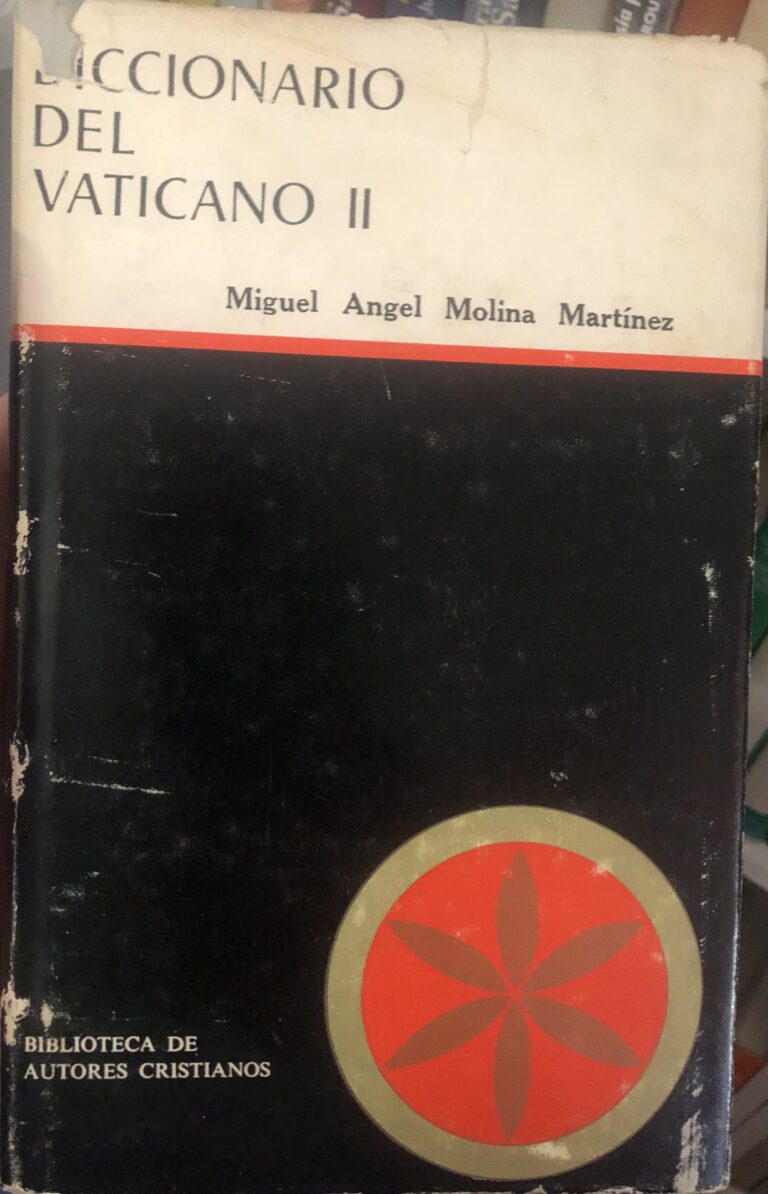 DICCIONARIO
DEL
VATICANO II
Miguel Angel Molina Martínez
BIBLIOTECA DE
AUTORES CRISTIANOS